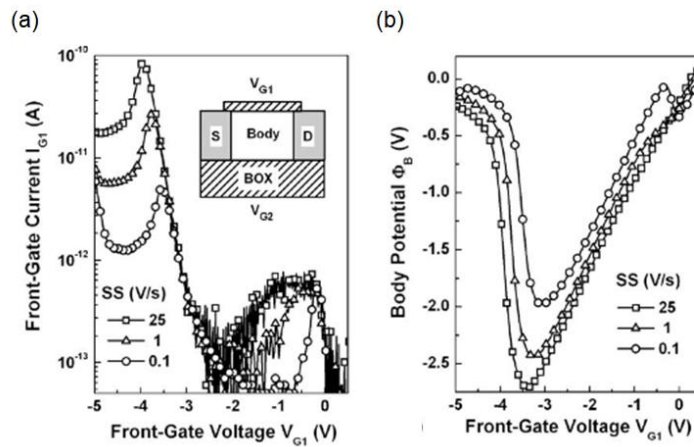 (a)
10⁻¹⁰
10⁻¹¹
10⁻¹²
10⁻¹³
Front-Gate Current I_G1 (A)
V_G1
S Body D
BOX
V_G2
SS (V/s)
25
1
0.1
-5 -4 -3 -2 -1 0
Front-Gate Voltage V_G1 (V)
(b)
0.0
-0.5
-1.0
-1.5
-2.0
-2.5
Body Potential Φ_B (V)
SS (V/s)
25
1
0.1
-5 -4 -3 -2 -1 0
Front-Gate Voltage V_G1 (V)